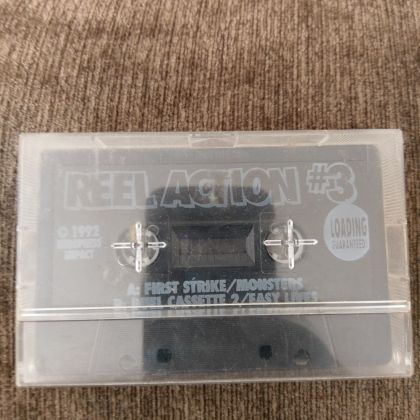 REEL ACTION #3
© 1992
IMPACT
LOADING
GUARANTEED!
A: FIRST STRIKE/MONSTERS
B: CASSETTE 2/EASY